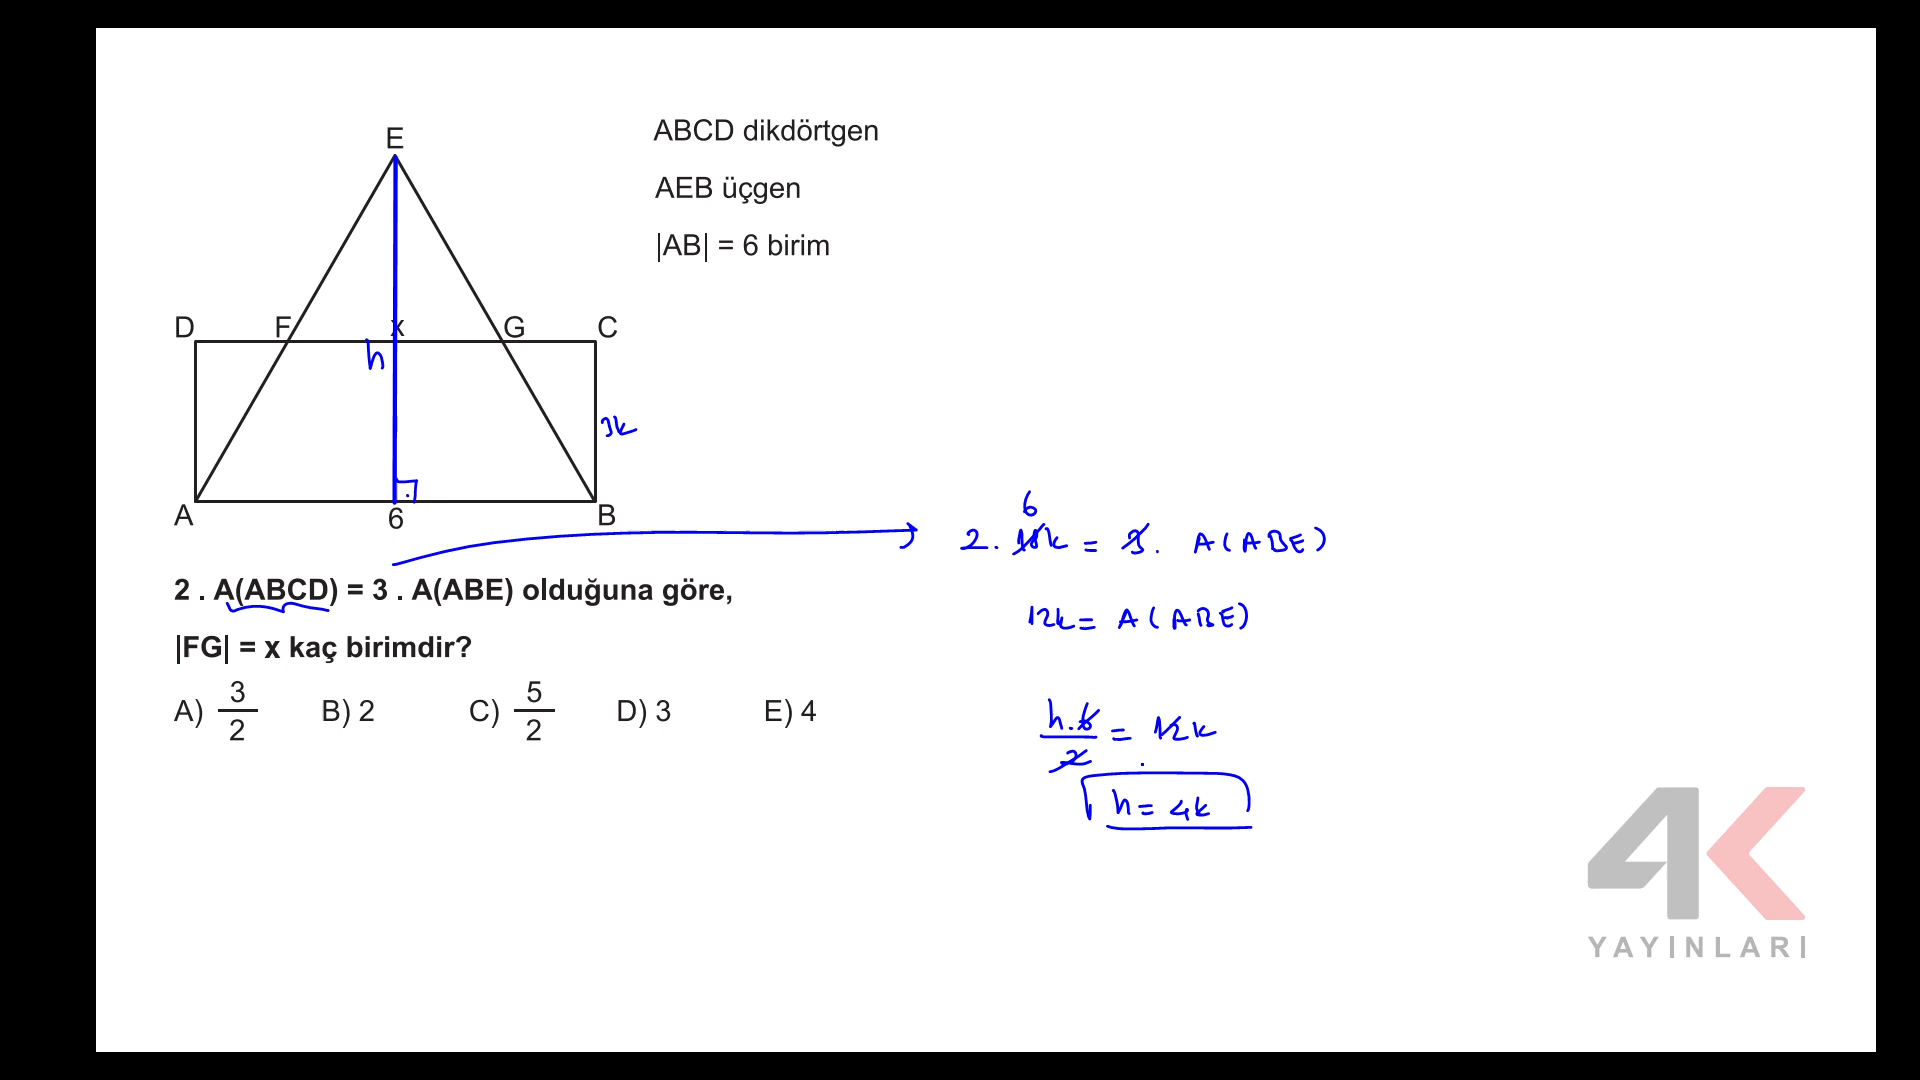 E
ABCD dikdörtgen
AEB üçgen
|AB| = 6 birim
D F x G C
h
3k
A 6 B
6
2 . 18k = 3 . A(ABE)
2 . A(ABCD) = 3 . A(ABE) olduğuna göre,
12k = A(ABE)
|FG| = x kaç birimdir?
A) 3/2 B) 2 C) 5/2 D) 3 E) 4
h.6/2 = 12k
h = 4k
4K
YAYINLARI